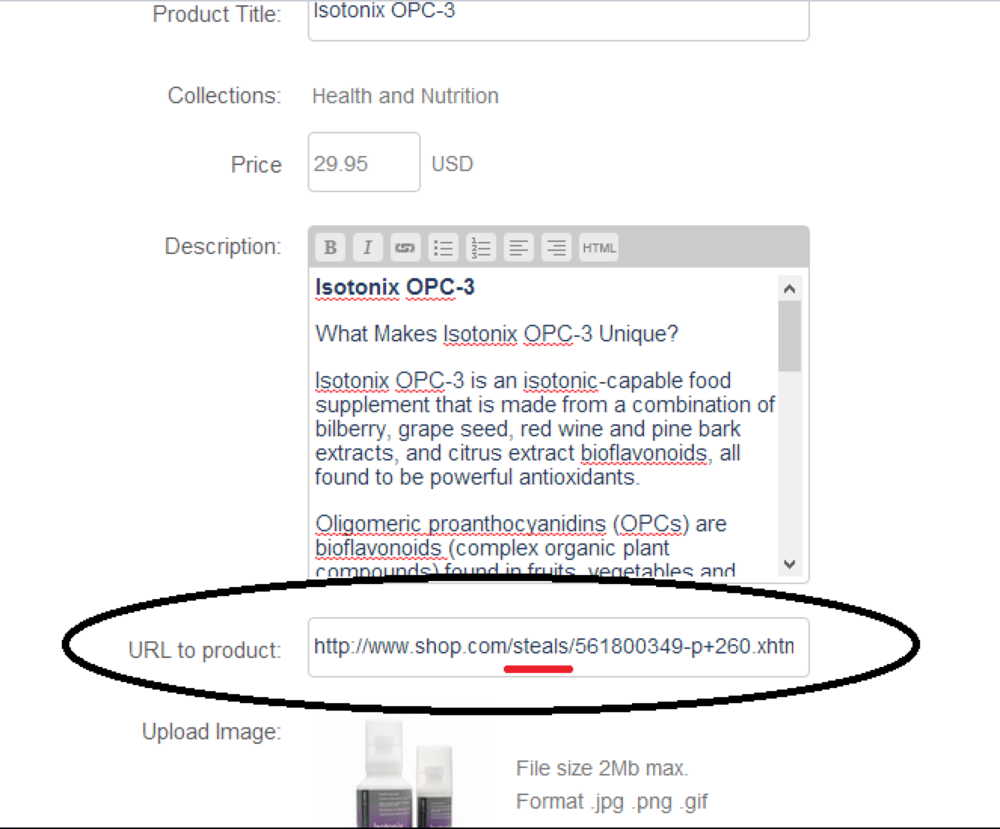 Product Title: Isotonix OPC-3
Collections: Health and Nutrition
Price 29.95 USD
Description: B I HTML
Isotonix OPC-3
What Makes Isotonix OPC-3 Unique?
Isotonix OPC-3 is an isotonic-capable food
supplement that is made from a combination of
bilberry, grape seed, red wine and pine bark
extracts, and citrus extract bioflavonoids, all
found to be powerful antioxidants.
Oligomeric proanthocyanidins (OPCs) are
bioflavonoids (complex organic plant
compounds) found in fruits, vegetables and
URL to product: http://www.shop.com/steals/561800349-p+260.xhtn
Upload Image:
File size 2Mb max.
Format .jpg .png .gif
Isotonix